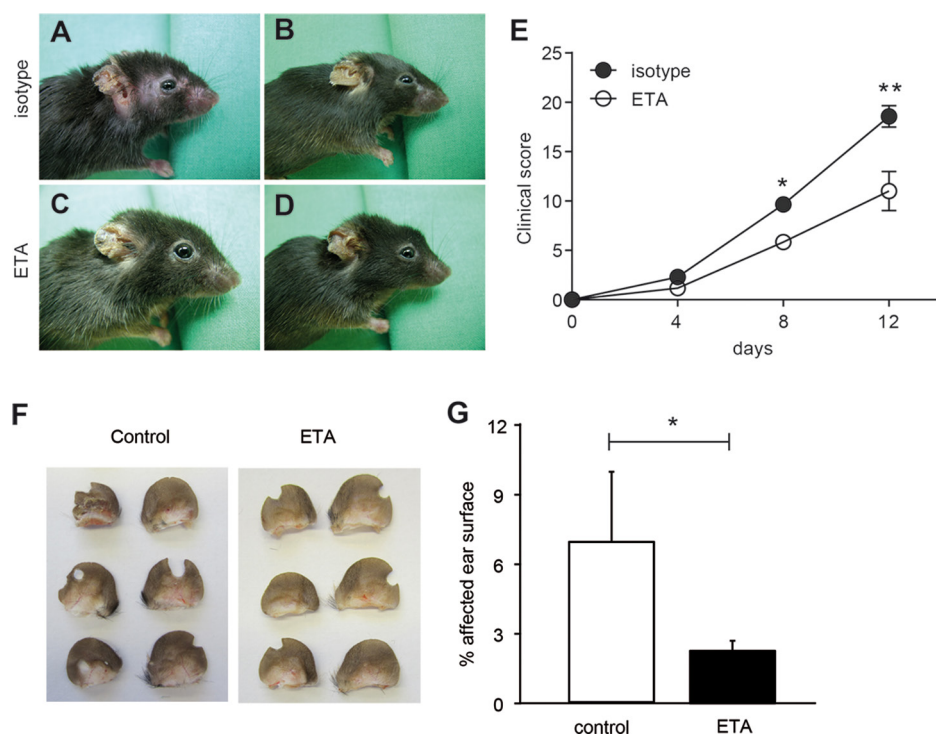 A
B
isotype
C
D
ETA
E
25
20
15
10
5
0
Clinical score
isotype
ETA
*
**
0 4 8 12
days
F
Control ETA
G
12
9
6
3
0
% affected ear surface
*
control ETA